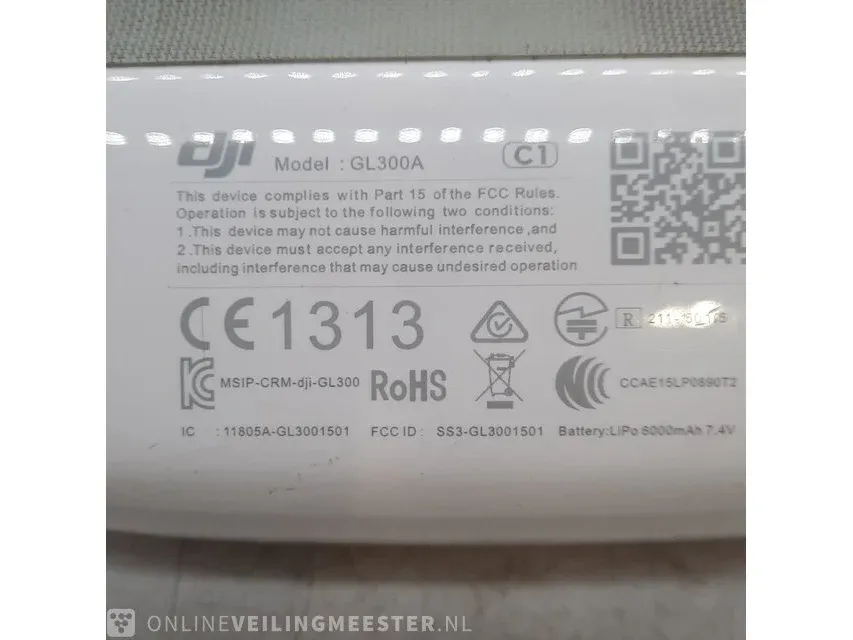 dji Model : GL300A C1
This device complies with Part 15 of the FCC Rules.
Operation is subject to the following two conditions:
1 .This device may not cause harmful interference ,and
2 .This device must accept any interference received,
including interference that may cause undesired operation
CE 1313 R
MSIP-CRM-dji-GL300 RoHS CCAE15LP0890T2
IC : 11805A-GL3001501 FCC ID : SS3-GL3001501 Battery:LiPo 6000mAh 7.4V
ONLINEVEILINGMEESTER.NL